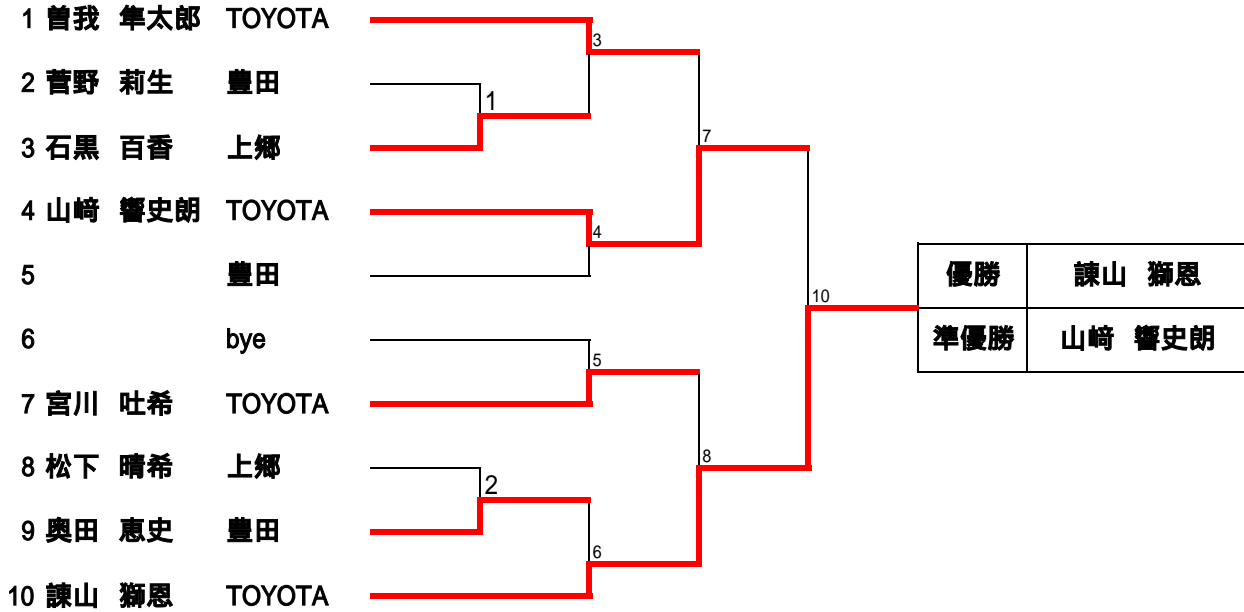 1 曽我 隼太郎 TOYOTA
3
2 菅野 莉生 豊田
1
3 石黒 百香 上郷
7
4 山﨑 響史朗 TOYOTA
4
5 豊田
優勝 諫山 獅恩
10
6 bye
準優勝 山﨑 響史朗
5
7 宮川 吐希 TOYOTA
8 松下 晴希 上郷
8
2
9 奥田 恵史 豊田
6
10 諫山 獅恩 TOYOTA